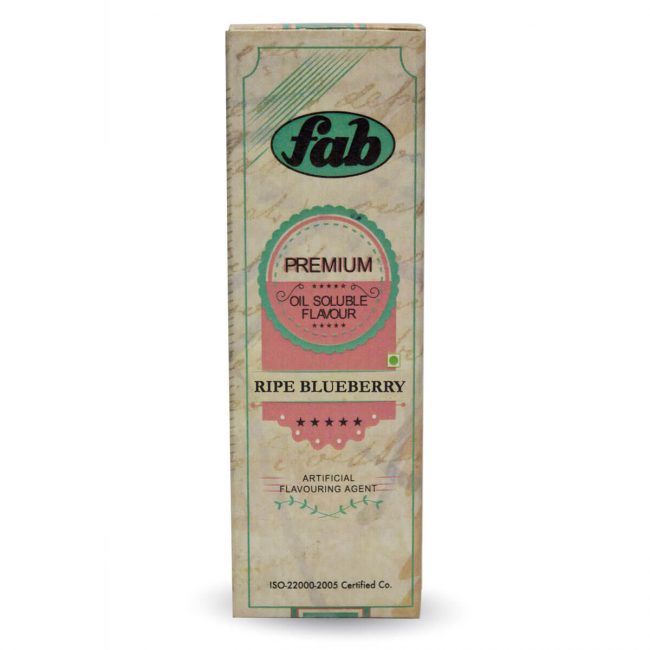 fab
PREMIUM
OIL SOLUBLE
FLAVOUR
RIPE BLUEBERRY
ARTIFICIAL
FLAVOURING AGENT
ISO-22000-2005 Certified Co.